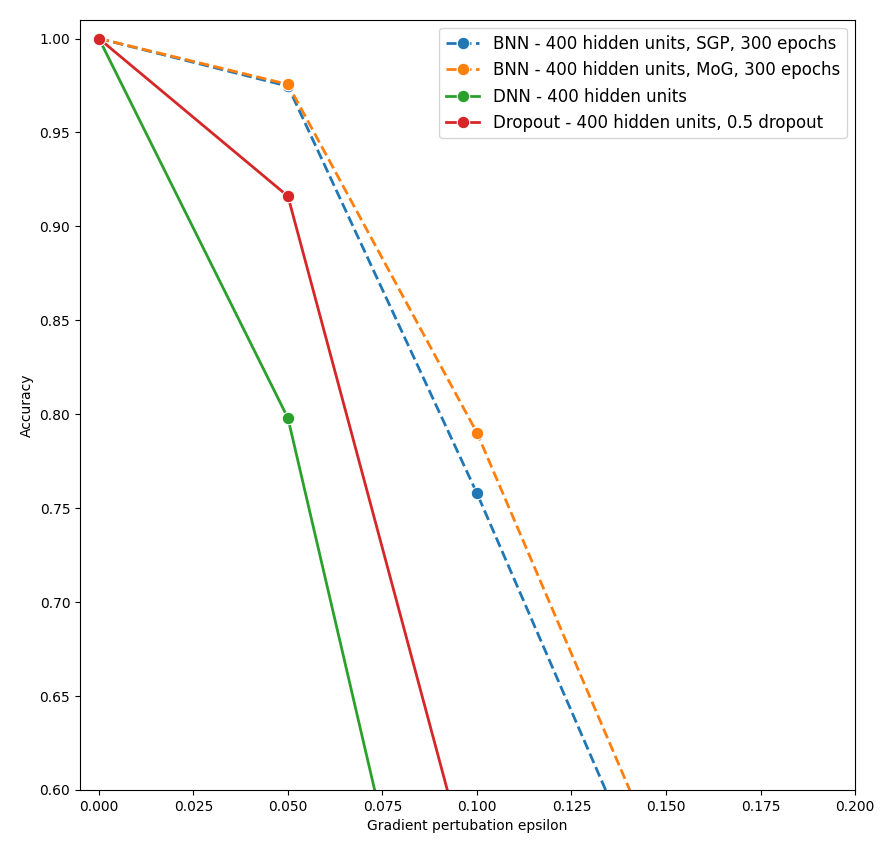 1.00
0.95
0.90
0.85
0.80
0.75
0.70
0.65
0.60
Accuracy
BNN - 400 hidden units, SGP, 300 epochs
BNN - 400 hidden units, MoG, 300 epochs
DNN - 400 hidden units
Dropout - 400 hidden units, 0.5 dropout
0.000 0.025 0.050 0.075 0.100 0.125 0.150 0.175 0.200
Gradient pertubation epsilon